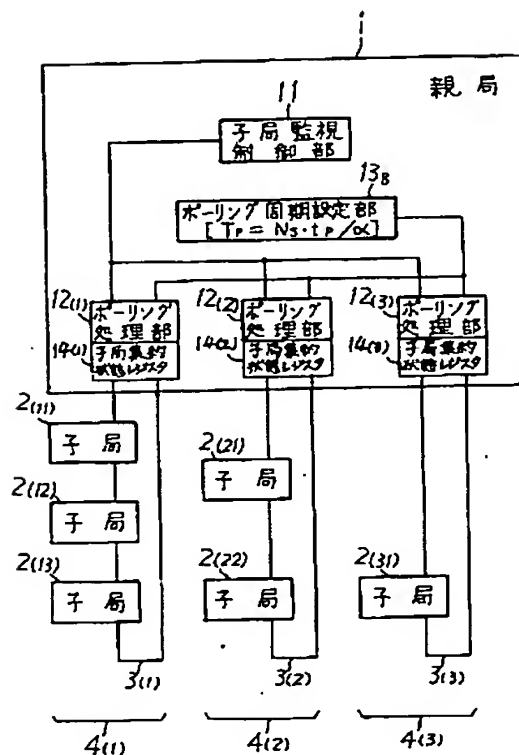 1
親局
11
子局監視
制御部
13B
ポーリング周期設定部
[ TP = NS・tP/α ]
12(1)
ポーリング
処理部
14(1)
子局集約
状態レジスタ
12(2)
ポーリング
処理部
14(2)
子局集約
状態レジスタ
12(3)
ポーリング
処理部
14(3)
子局集約
状態レジスタ
2(11)
子局
2(12)
子局
2(13)
子局
2(21)
子局
2(22)
子局
2(31)
子局
3(1)
3(2)
3(3)
4(1)
4(2)
4(3)